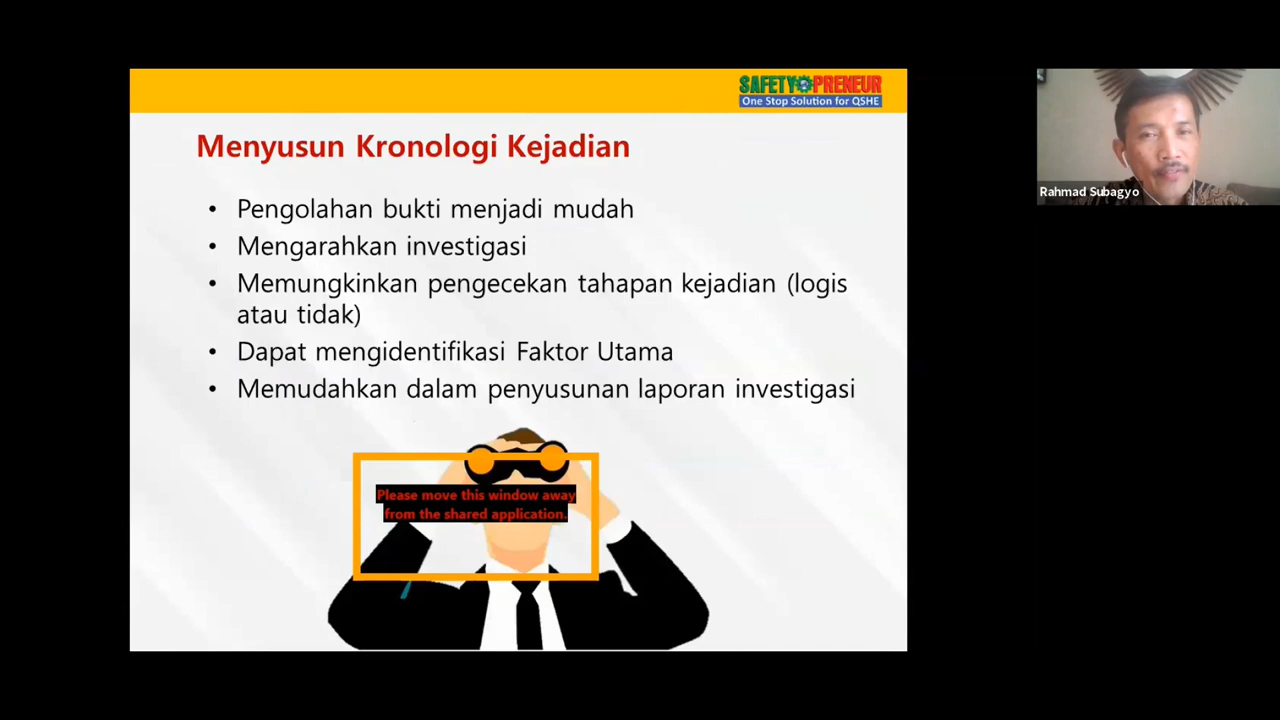 SAFETY PRENEUR
One Stop Solution for QSHE
Menyusun Kronologi Kejadian
• Pengolahan bukti menjadi mudah
• Mengarahkan investigasi
• Memungkinkan pengecekan tahapan kejadian (logis
atau tidak)
• Dapat mengidentifikasi Faktor Utama
• Memudahkan dalam penyusunan laporan investigasi
Please move this window away
from the shared application.
Rahmad Subagyo